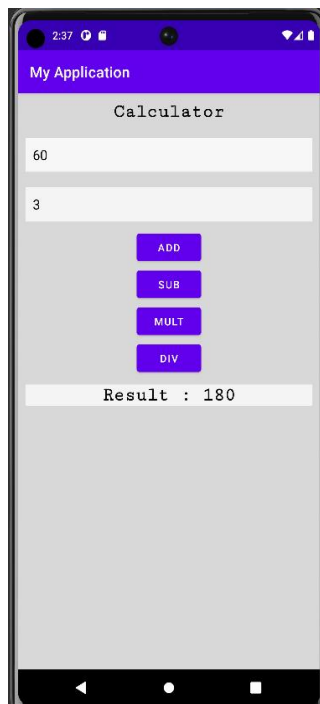 2:37
My Application
Calculator
60
3
ADD
SUB
MULT
DIV
Result : 180